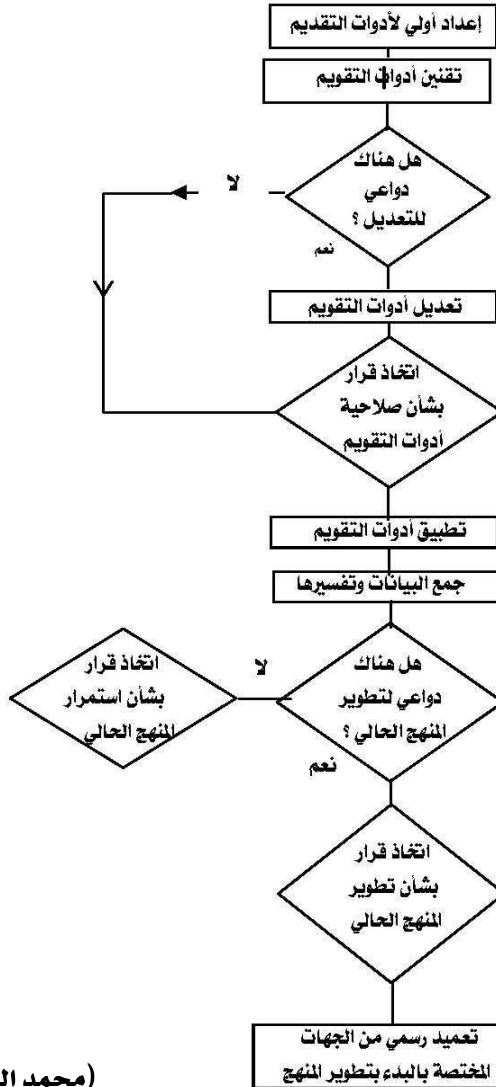 إعداد أولي لأدوات التقديم
تقنين أدوات التقويم
هل هناك
دواعي
للتعديل ؟
لا
نعم
تعديل أدوات التقويم
اتخاذ قرار
بشأن صلاحية
أدوات التقويم
تطبيق أدوات التقويم
جمع البيانات وتفسيرها
هل هناك
دواعي لتطوير
المنهج الحالي ؟
لا
اتخاذ قرار
بشأن استمرار
المنهج الحالي
نعم
اتخاذ قرار
بشأن تطوير
المنهج الحالي
تعميد رسمي من الجهات
المختصة بالبدء بتطوير المنهج
(محمد